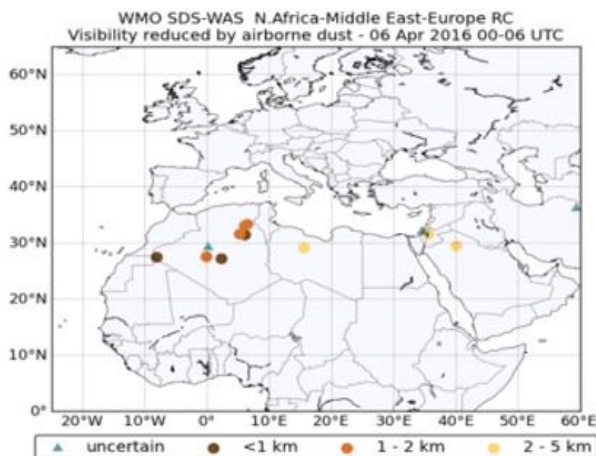 WMO SDS-WAS N.Africa-Middle East-Europe RC
Visibility reduced by airborne dust - 06 Apr 2016 00-06 UTC
60°N
50°N
40°N
30°N
20°N
10°N
0°
20°W 10°W 0° 10°E 20°E 30°E 40°E 50°E 60°E
uncertain <1 km 1 - 2 km 2 - 5 km